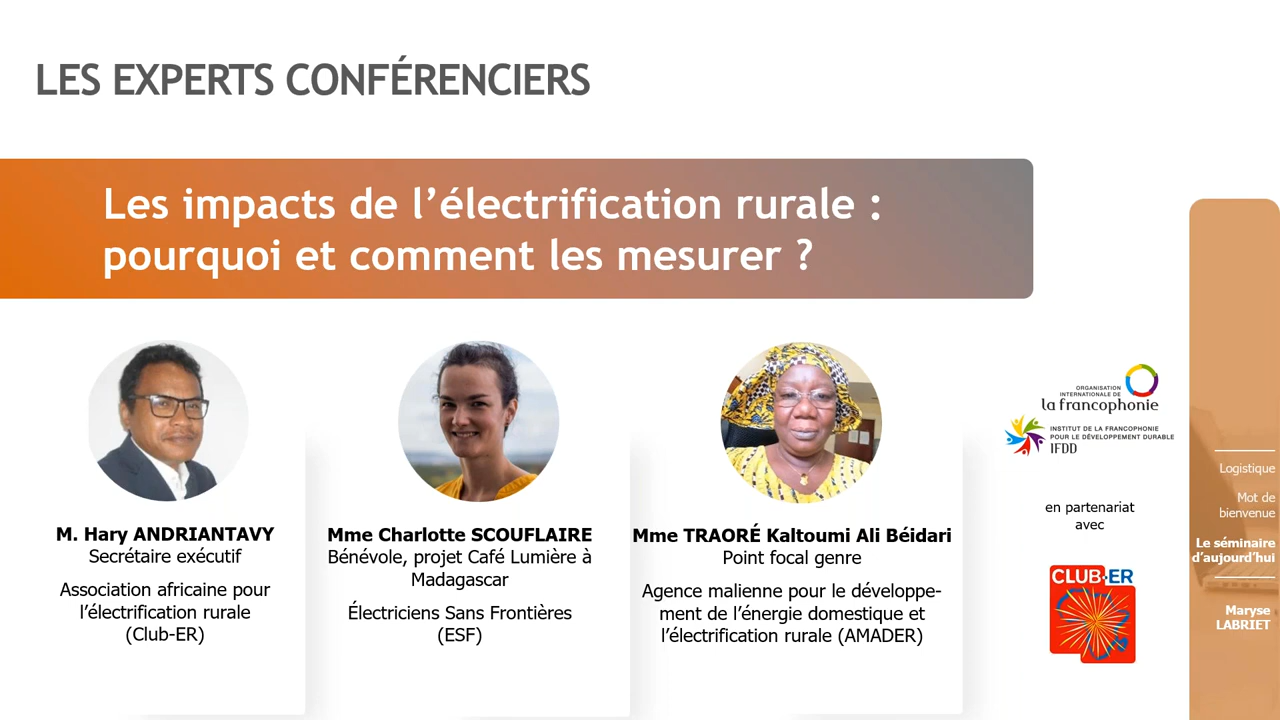 LES EXPERTS CONFÉRENCIERS
Les impacts de l’électrification rurale :
pourquoi et comment les mesurer ?
M. Hary ANDRIANTAVY
Secrétaire exécutif
Association africaine pour
l’électrification rurale
(Club-ER)
Mme Charlotte SCOUFLAIRE
Bénévole, projet Café Lumière à
Madagascar
Électriciens Sans Frontières
(ESF)
Mme TRAORÉ Kaltoumi Ali Béidari
Point focal genre
Agence malienne pour le développe-
ment de l’énergie domestique et
l’électrification rurale (AMADER)
ORGANISATION
INTERNATIONALE DE
la francophonie
INSTITUT DE LA FRANCOPHONIE
POUR LE DÉVELOPPEMENT DURABLE
IFDD
en partenariat
avec
CLUB-ER
Logistique
Mot de
bienvenue
Le séminaire
d’aujourd’hui
Maryse
LABRIET